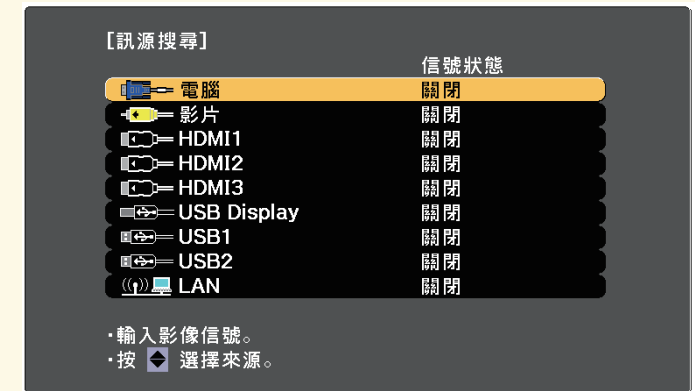 [訊源搜尋]
信號狀態
電腦 關閉
影片 關閉
HDMI1 關閉
HDMI2 關閉
HDMI3 關閉
USB Display 關閉
USB1 關閉
USB2 關閉
LAN 關閉
·輸入影像信號。
·按 選擇來源。